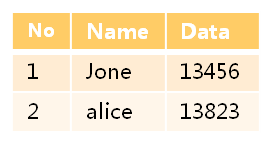 No Name Data
1 Jone 13456
2 alice 13823